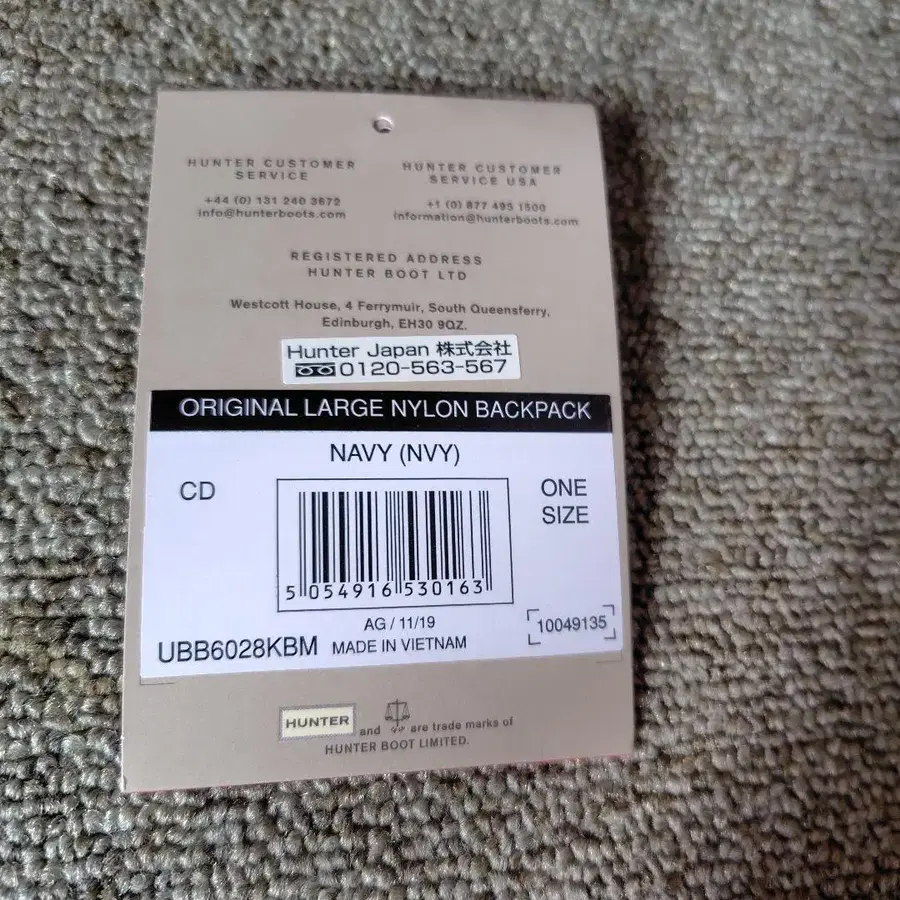 HUNTER CUSTOMER
SERVICE
+44 (0) 131 240 3672
info@hunterboots.com
HUNTER CUSTOMER
SERVICE USA
+1 (0) 877 495 1500
information@hunterboots.com
REGISTERED ADDRESS
HUNTER BOOT LTD
Westcott House, 4 Ferrymuir, South Queensferry,
Edinburgh, EH30 9QZ.
Hunter Japan 株式会社
0120-563-567
ORIGINAL LARGE NYLON BACKPACK
NAVY (NVY)
CD
ONE
SIZE
5 054916 530163
AG / 11/19
10049135
UBB6028KBM
MADE IN VIETNAM
HUNTER and are trade marks of
HUNTER BOOT LIMITED.